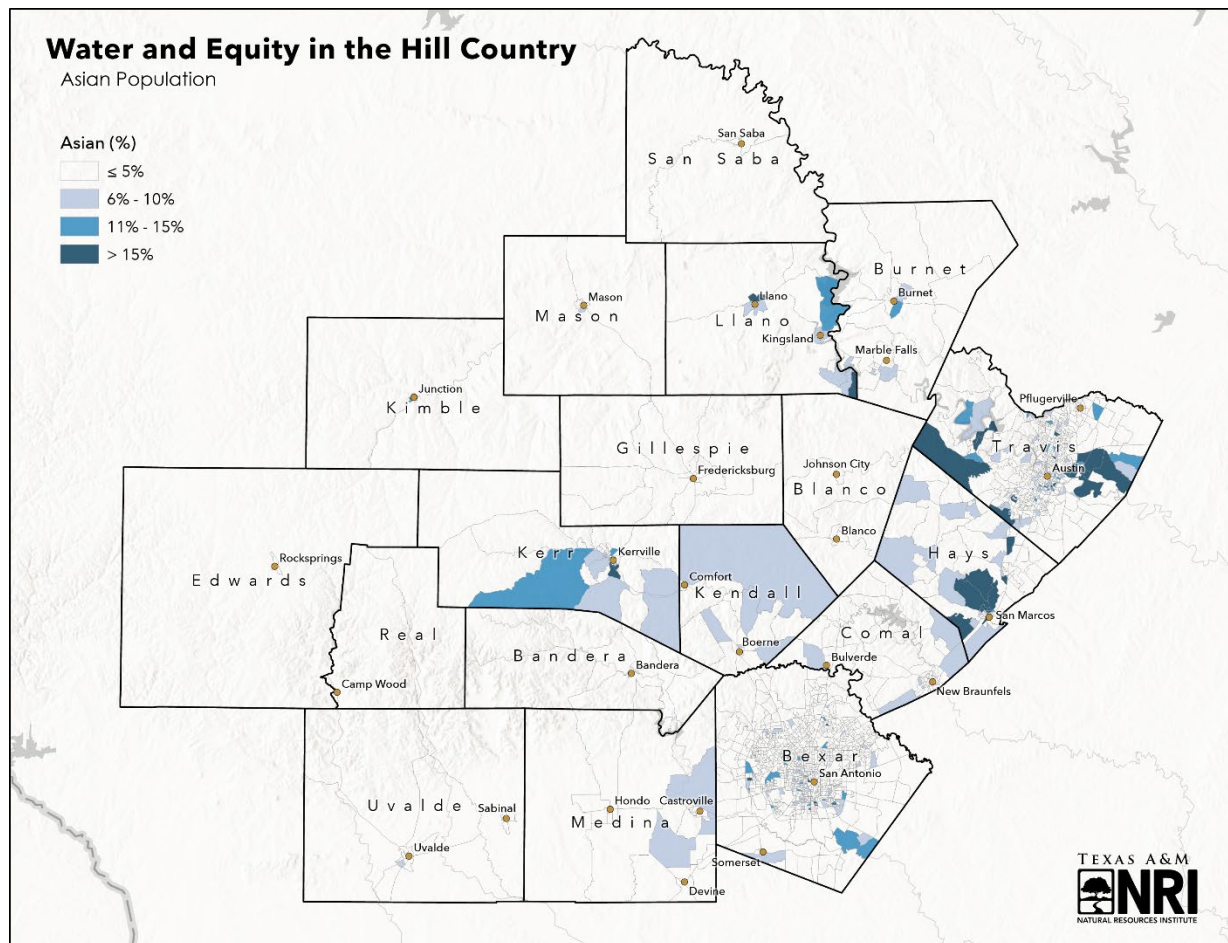 Water and Equity in the Hill Country
Asian Population
Asian (%)
≤ 5%
6% - 10%
11% - 15%
> 15%
San Saba
San Saba
Burnet
Burnet
Mason
Mason
Llano
Llano
Kingsland
Marble Falls
Junction
Kimble
Pflugerville
Travis
Austin
Gillespie
Fredericksburg
Johnson City
Blanco
Blanco
Kerr
Kerrville
Hays
Rocksprings
Edwards
Comfort
Kendall
San Marcos
Real
Comal
Boerne
Bandera
Bandera
Bulverde
Camp Wood
New Braunfels
Bexar
San Antonio
Uvalde
Sabinal
Hondo
Castroville
Medina
Uvalde
Somerset
Devine
TEXAS A&M
NRI
NATURAL RESOURCES INSTITUTE